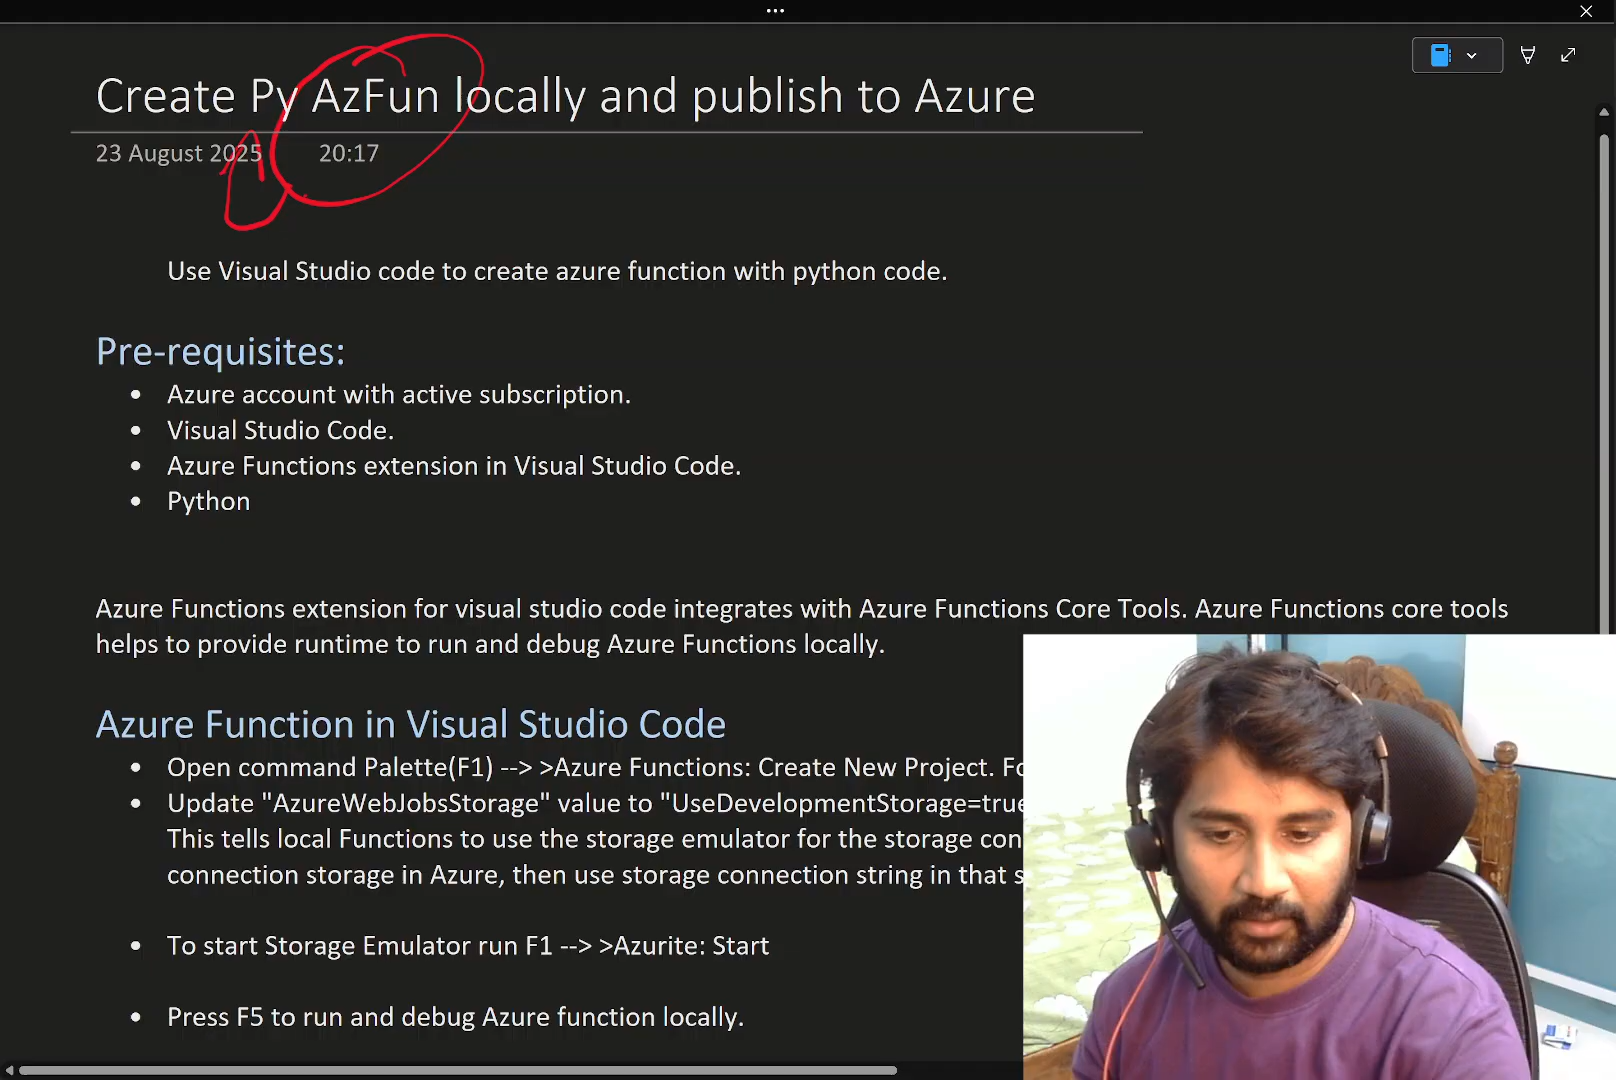 Create Py AzFun locally and publish to Azure
23 August 2025 20:17
Use Visual Studio code to create azure function with python code.
Pre-requisites:
• Azure account with active subscription.
• Visual Studio Code.
• Azure Functions extension in Visual Studio Code.
• Python
Azure Functions extension for visual studio code integrates with Azure Functions Core Tools. Azure Functions core tools
helps to provide runtime to run and debug Azure Functions locally.
Azure Function in Visual Studio Code
• Open command Palette(F1) --> >Azure Functions: Create New Project.
• Update "AzureWebJobsStorage" value to "UseDevelopmentStorage=true
This tells local Functions to use the storage emulator for the storage
connection storage in Azure, then use storage connection string in that
• To start Storage Emulator run F1 --> >Azurite: Start
• Press F5 to run and debug Azure function locally.